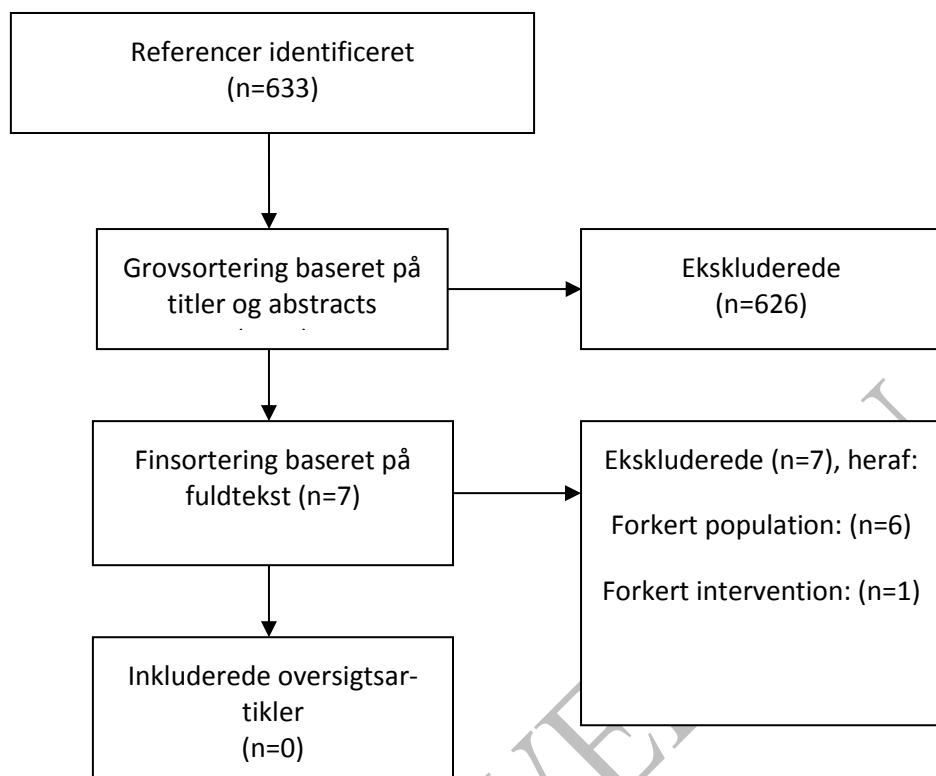 Referencer identificeret
(n=633)
Grovsortering baseret på
titler og abstracts
Ekskluderede
(n=626)
Finsortering baseret på
fuldtekst (n=7)
Ekskluderede (n=7), heraf:
Forkert population: (n=6)
Forkert intervention: (n=1)
Inkluderede oversigtsar-
tikler
(n=0)